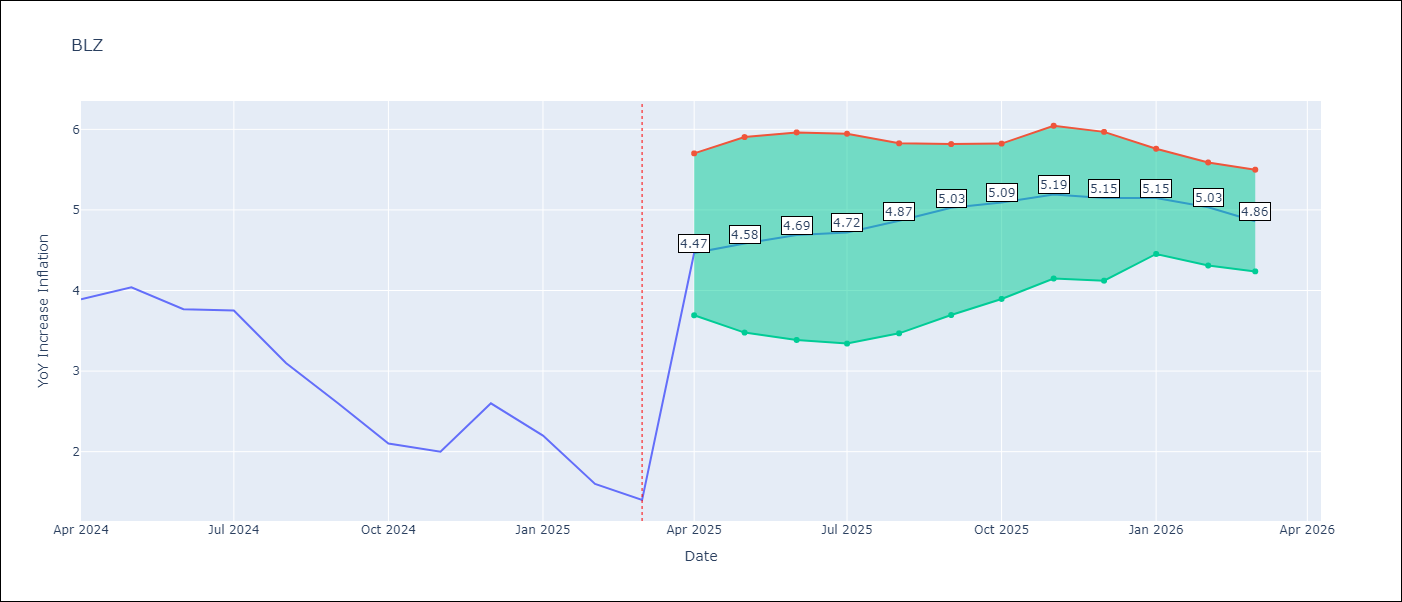 BLZ
YoY Increase Inflation
6
5
4
3
2
4.47
4.58
4.69
4.72
4.87
5.03
5.09
5.19
5.15
5.15
5.03
4.86
Apr 2024
Jul 2024
Oct 2024
Jan 2025
Apr 2025
Jul 2025
Oct 2025
Jan 2026
Apr 2026
Date